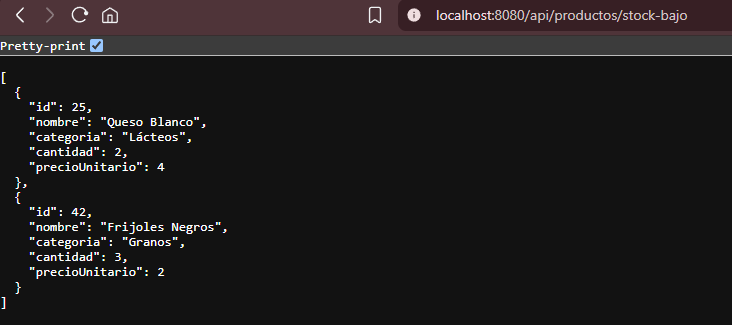 localhost:8080/api/productos/stock-bajo
Pretty-print
[
  {
    "id": 25,
    "nombre": "Queso Blanco",
    "categoria": "Lácteos",
    "cantidad": 2,
    "precioUnitario": 4
  },
  {
    "id": 42,
    "nombre": "Frijoles Negros",
    "categoria": "Granos",
    "cantidad": 3,
    "precioUnitario": 2
  }
]